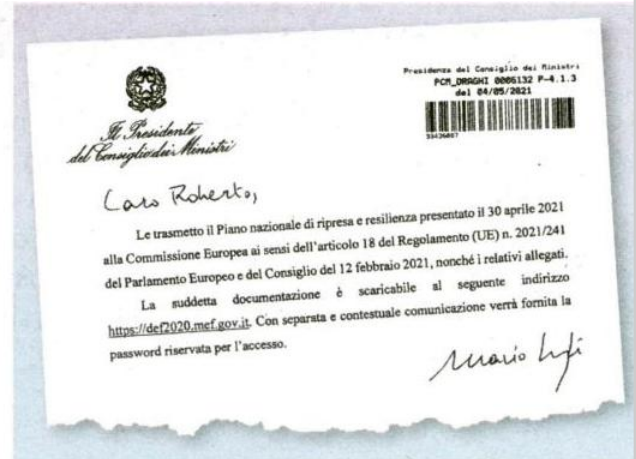 Presidenza del Consiglio dei Ministri
PCM_DRAGHI 0006132 P-4.1.3
del 04/05/2021
Il Presidente
del Consiglio dei Ministri
Caro Roberto,
Le trasmetto il Piano nazionale di ripresa e resilienza presentato il 30 aprile 2021
alla Commissione Europea ai sensi dell'articolo 18 del Regolamento (UE) n. 2021/241
del Parlamento Europeo e del Consiglio del 12 febbraio 2021, nonché i relativi allegati.
La suddetta documentazione è scaricabile al seguente indirizzo
https://def2020.mef.gov.it. Con separata e contestuale comunicazione verrà fornita la
password riservata per l'accesso.
Mario